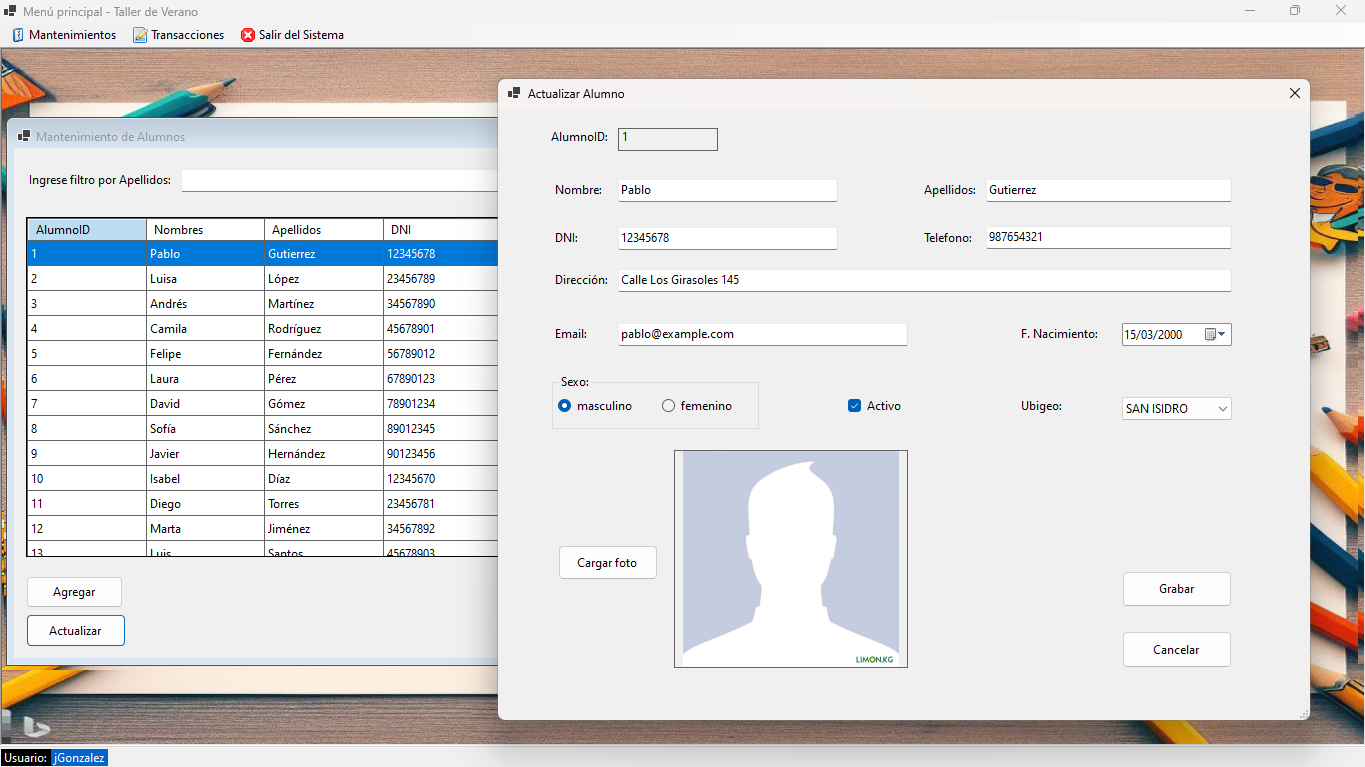 Menú principal - Taller de Verano
Mantenimientos Transacciones Salir del Sistema
Mantenimiento de Alumnos
Ingrese filtro por Apellidos:
AlumnoID Nombres Apellidos DNI
1 Pablo Gutierrez 12345678
2 Luisa López 23456789
3 Andrés Martínez 34567890
4 Camila Rodríguez 45678901
5 Felipe Fernández 56789012
6 Laura Pérez 67890123
7 David Gómez 78901234
8 Sofía Sánchez 89012345
9 Javier Hernández 90123456
10 Isabel Díaz 12345670
11 Diego Torres 23456781
12 Marta Jiménez 34567892
13 Luis Santos 45678903
Agregar
Actualizar
Actualizar Alumno
AlumnoID: 1
Nombre: Pablo Apellidos: Gutierrez
DNI: 12345678 Telefono: 987654321
Dirección: Calle Los Girasoles 145
Email: pablo@example.com F. Nacimiento: 15/03/2000
Sexo:
masculino femenino Activo Ubigeo: SAN ISIDRO
Cargar foto
LIMON.KG
Grabar
Cancelar
Usuario: jGonzalez